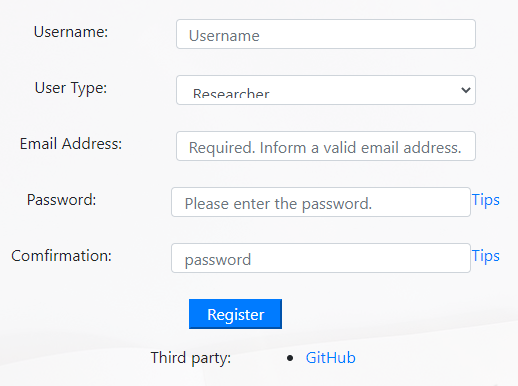 Username: Username
User Type: Researcher
Email Address: Required. Inform a valid email address.
Password: Please enter the password. Tips
Comfirmation: password Tips
Register
Third party: • GitHub